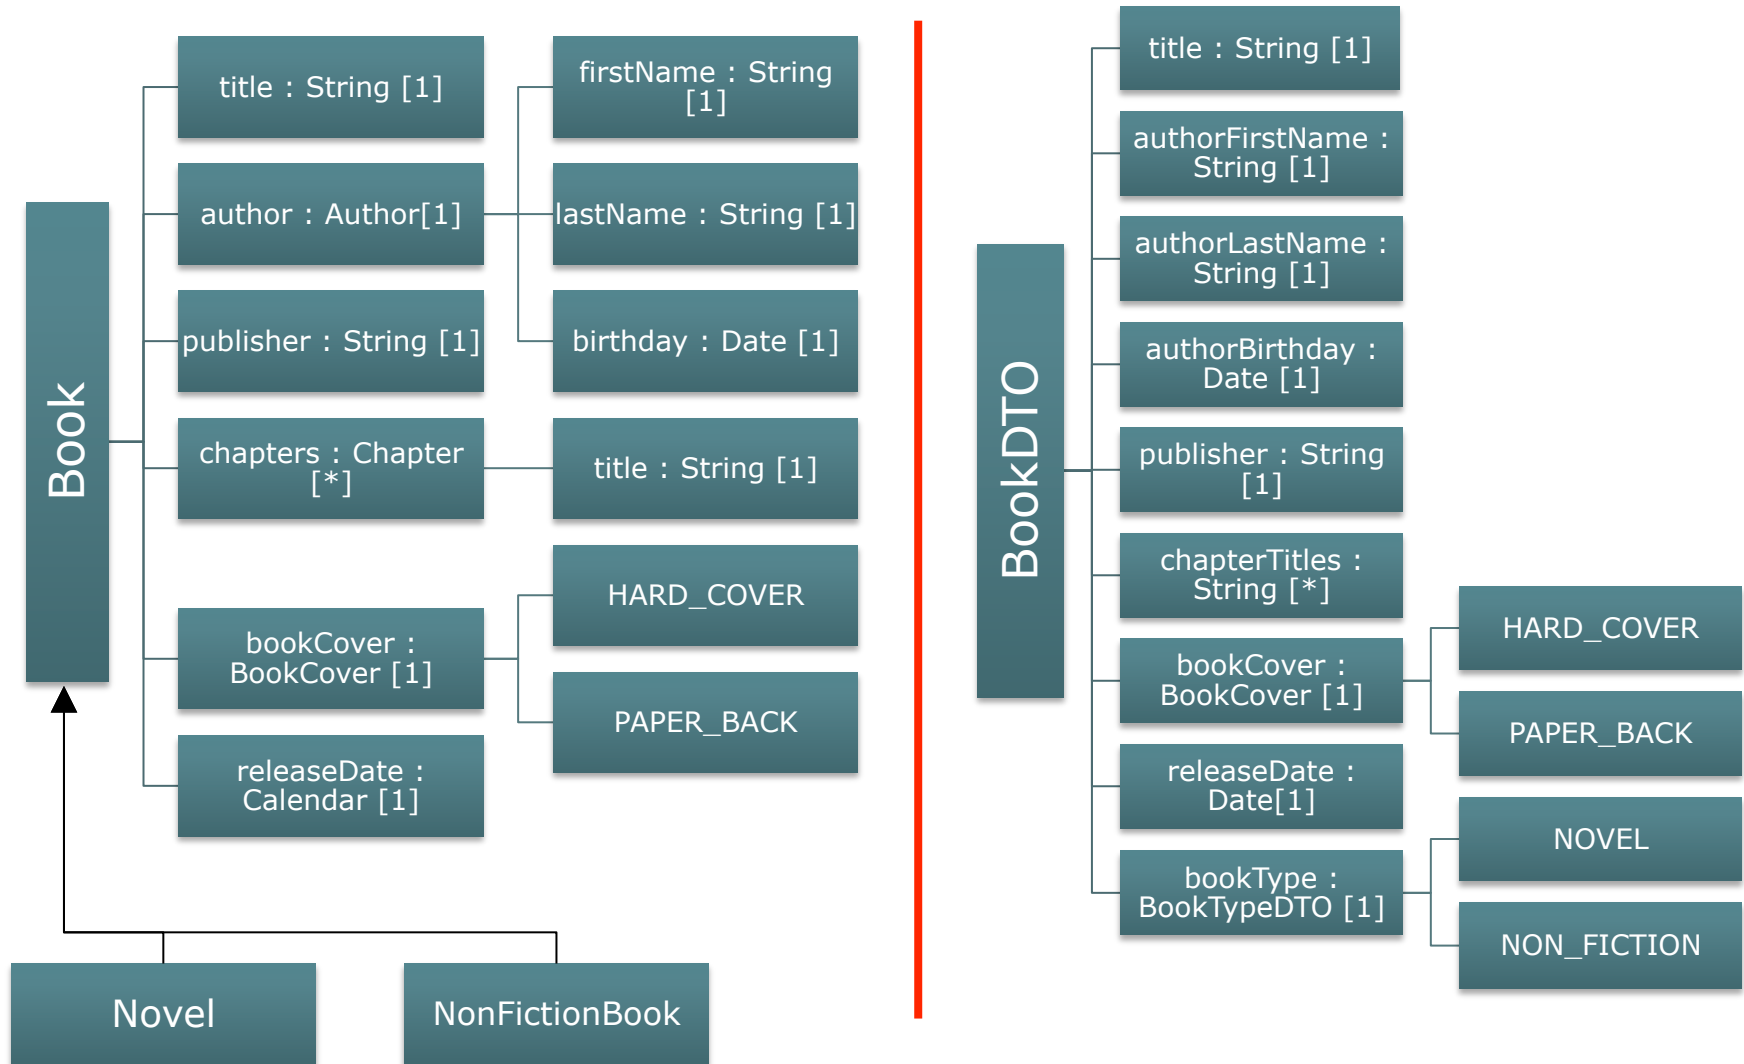 Book
title : String [1]
author : Author[1]
publisher : String [1]
chapters : Chapter
[*]
bookCover :
BookCover [1]
releaseDate :
Calendar [1]
firstName : String
[1]
lastName : String [1]
birthday : Date [1]
title : String [1]
HARD_COVER
PAPER_BACK
Novel
NonFictionBook
BookDTO
title : String [1]
authorFirstName :
String [1]
authorLastName :
String [1]
authorBirthday :
Date [1]
publisher : String
[1]
chapterTitles :
String [*]
bookCover :
BookCover [1]
releaseDate :
Date[1]
bookType :
BookTypeDTO [1]
HARD_COVER
PAPER_BACK
NOVEL
NON_FICTION